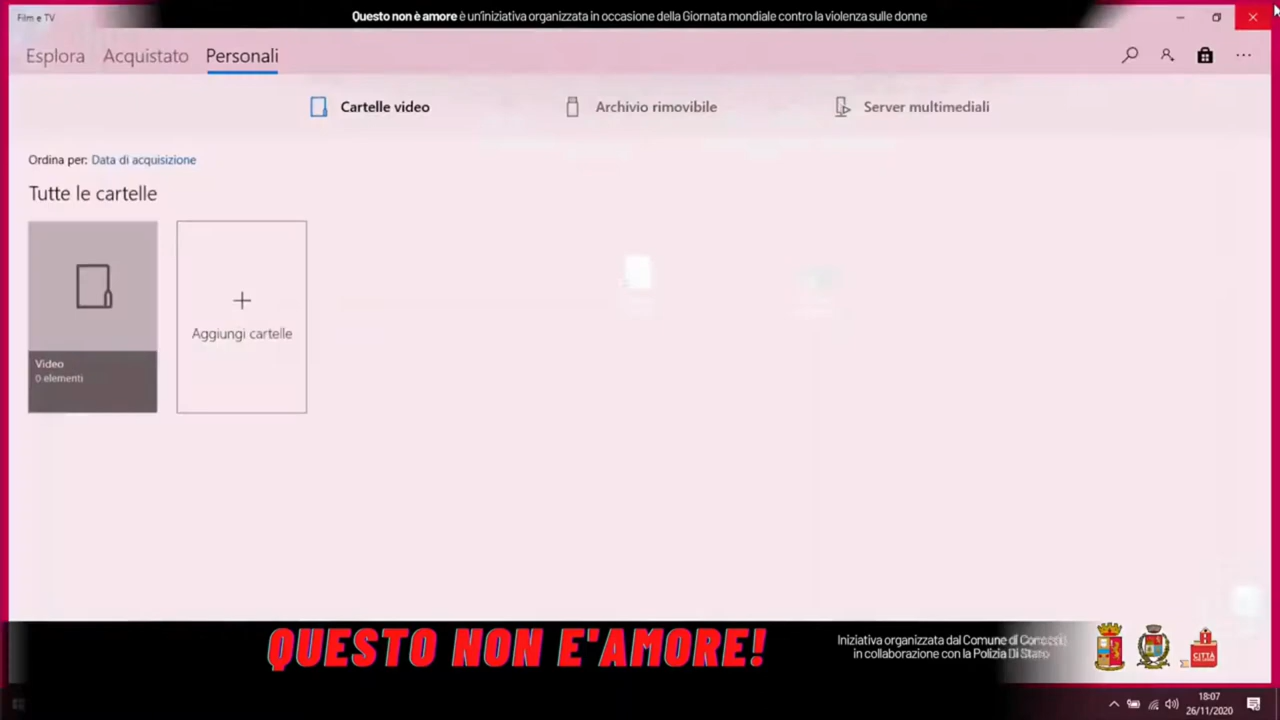 Film e TV
Questo non è amore è un'iniziativa organizzata in occasione della Giornata mondiale contro la violenza sulle donne
Esplora Acquistato Personali
Cartelle video Archivio rimovibile Server multimediali
Ordina per: Data di acquisizione
Tutte le cartelle
Video
0 elementi
Aggiungi cartelle
QUESTO NON E'AMORE!
Iniziativa organizzata dal Comune di
in collaborazione con la Polizia Di Stato
CITTÀ
18:07
26/11/2020